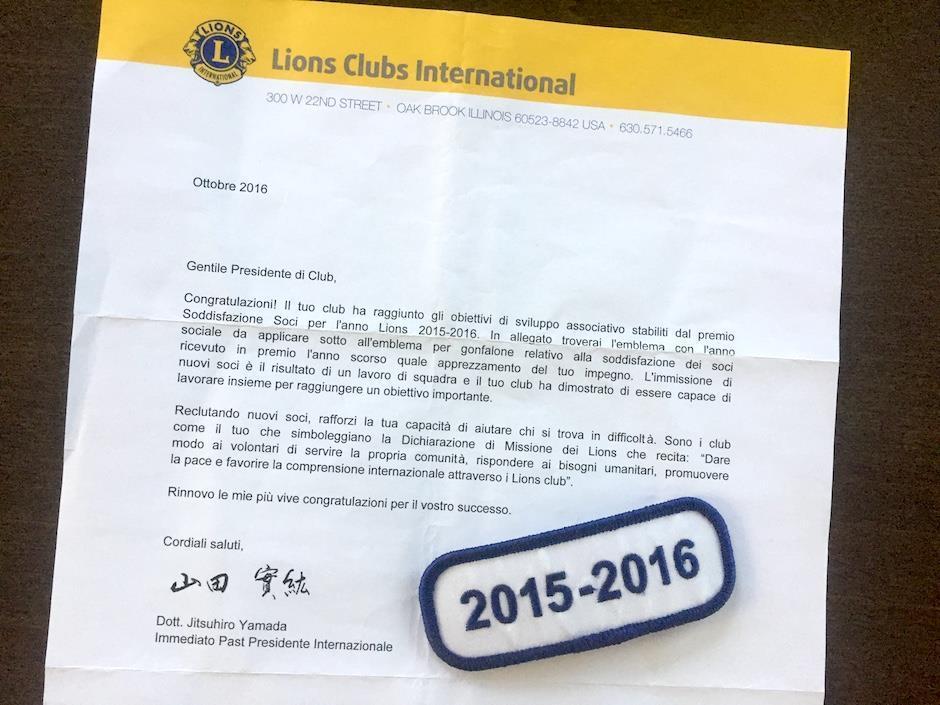 LIONS
L
INTERNATIONAL
Lions Clubs International
300 W 22ND STREET • OAK BROOK ILLINOIS 60523-8842 USA • 630.571.5466
Ottobre 2016
Gentile Presidente di Club,
Congratulazioni! Il tuo club ha raggiunto gli obiettivi di sviluppo associativo stabiliti dal premio
Soddisfazione Soci per l'anno Lions 2015-2016. In allegato troverai l'emblema con l'anno
sociale da applicare sotto all'emblema per gonfalone relativo alla soddisfazione dei soci
ricevuto in premio l'anno scorso quale apprezzamento del tuo impegno. L'immissione di
nuovi soci è il risultato di un lavoro di squadra e il tuo club ha dimostrato di essere capace di
lavorare insieme per raggiungere un obiettivo importante.
Reclutando nuovi soci, rafforzi la tua capacità di aiutare chi si trova in difficoltà. Sono i club
come il tuo che simboleggiano la Dichiarazione di Missione dei Lions che recita: “Dare
modo ai volontari di servire la propria comunità, rispondere ai bisogni umanitari, promuovere
la pace e favorire la comprensione internazionale attraverso i Lions club”.
Rinnovo le mie più vive congratulazioni per il vostro successo.
Cordiali saluti,
山田 實紘
Dott. Jitsuhiro Yamada
Immediato Past Presidente Internazionale
2015-2016